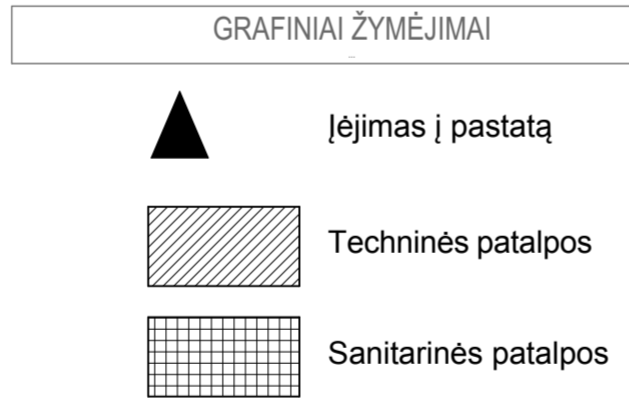 GRAFINIAI ŽYMĖJIMAI
Įėjimas į pastatą
Techninės patalpos
Sanitarinės patalpos